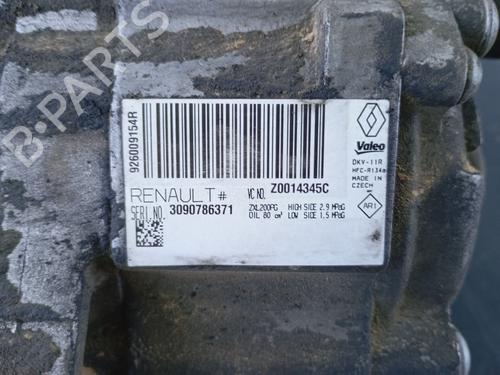 B-PARTS
926009154R
RENAULT# VC NO. Z0014345C
SERI.NO. 3090786371
ZXL200PG HIGH SIDE 2.9 MPaG
OIL 80 cm³ LOW SIDE 1.5 MPaG
Valeo
DKV-11R
HFC-R134a
MADE IN
CZECH
AR1